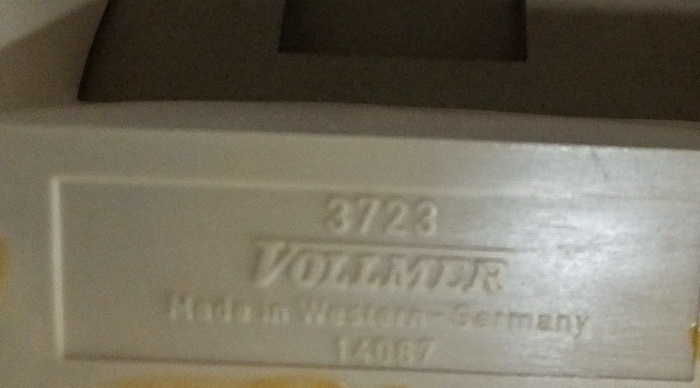 3723
VOLLMER
Made in Western-Germany
14087